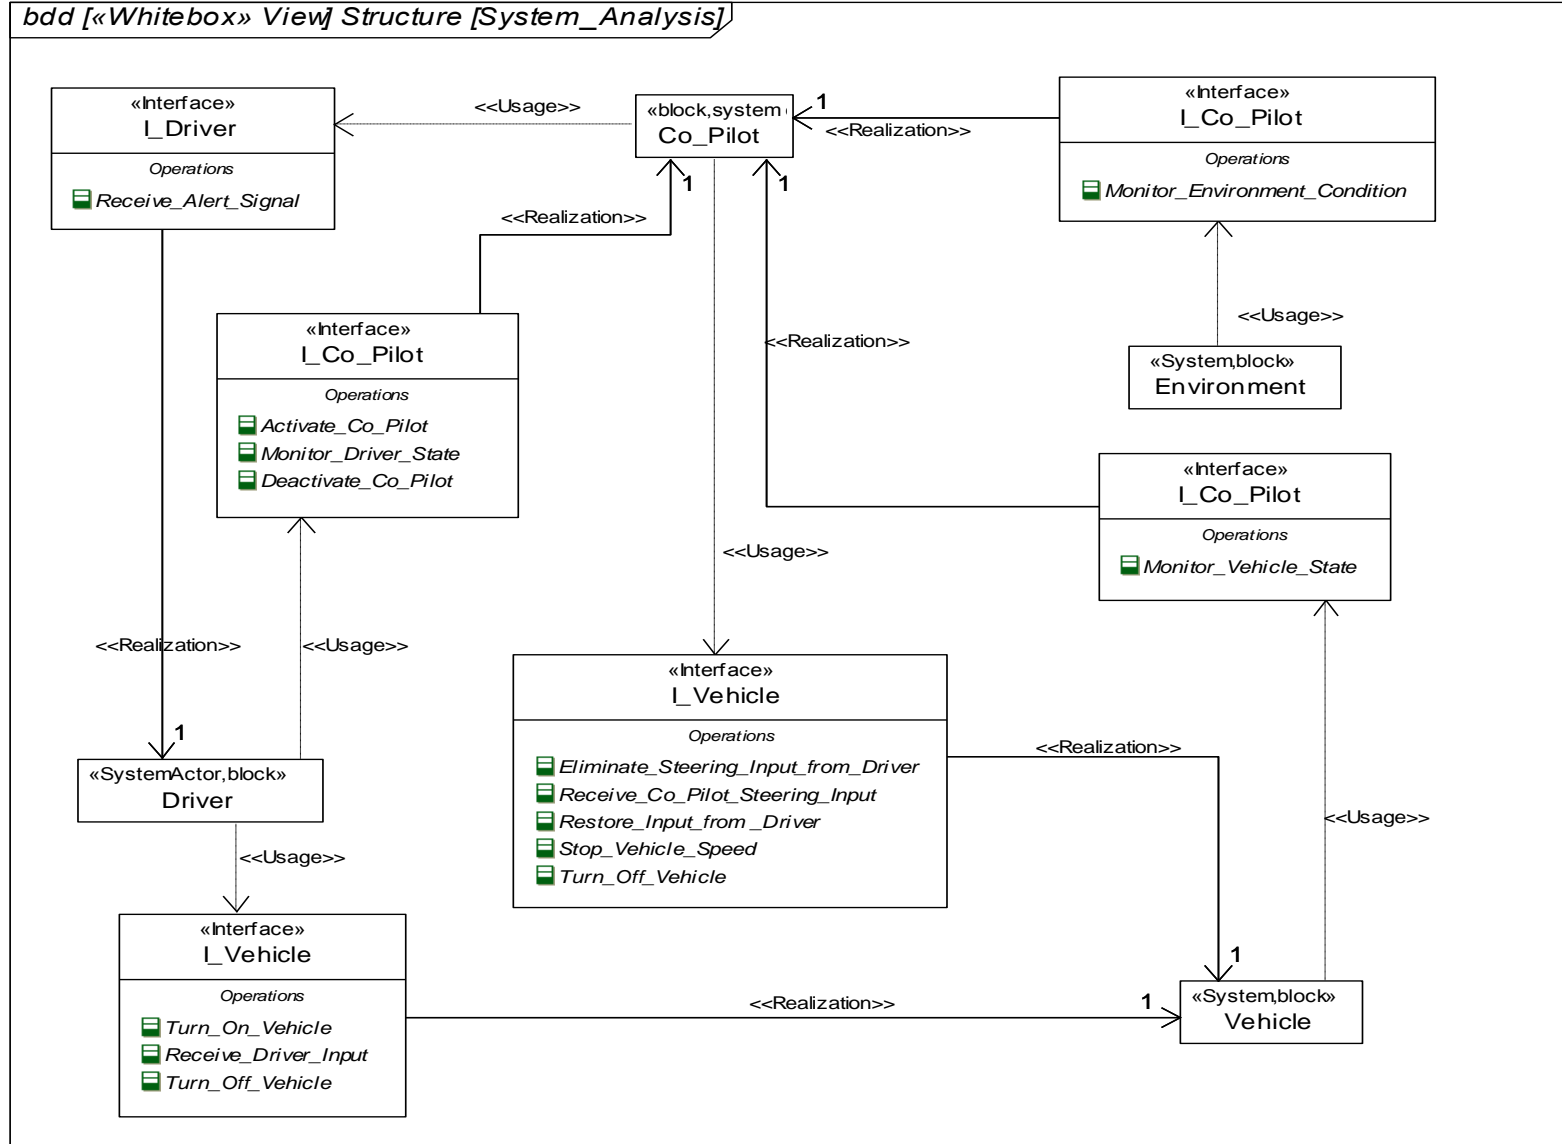 bdd [«Whitebox» View] Structure [System_Analysis]
«Interface»
I_Driver
Operations
Receive_Alert_Signal
<<Usage>>
«block,system
Co_Pilot
1
<<Realization>>
«Interface»
I_Co_Pilot
Operations
Monitor_Environment_Condition
1
1
<<Realization>>
<<Usage>>
«System,block»
Environment
«Interface»
I_Co_Pilot
Operations
Activate_Co_Pilot
Monitor_Driver_State
Deactivate_Co_Pilot
<<Realization>>
«Interface»
I_Co_Pilot
Operations
Monitor_Vehicle_State
<<Usage>>
<<Realization>>
<<Usage>>
«Interface»
I_Vehicle
Operations
Eliminate_Steering_Input_from_Driver
Receive_Co_Pilot_Steering_Input
Restore_Input_from_Driver
Stop_Vehicle_Speed
Turn_Off_Vehicle
<<Realization>>
<<Usage>>
1
«SystemActor,block»
Driver
<<Usage>>
«Interface»
I_Vehicle
Operations
Turn_On_Vehicle
Receive_Driver_Input
Turn_Off_Vehicle
<<Realization>>
1
1
«System,block»
Vehicle